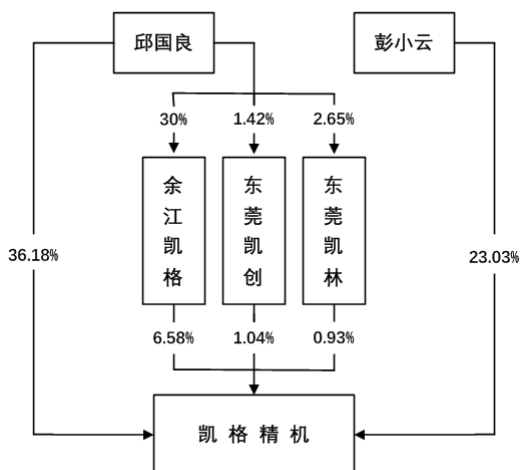 邱国良
彭小云
30%
1.42%
2.65%
余江凯格
东莞凯创
东莞凯林
36.18%
23.03%
6.58%
1.04%
0.93%
凯格精机